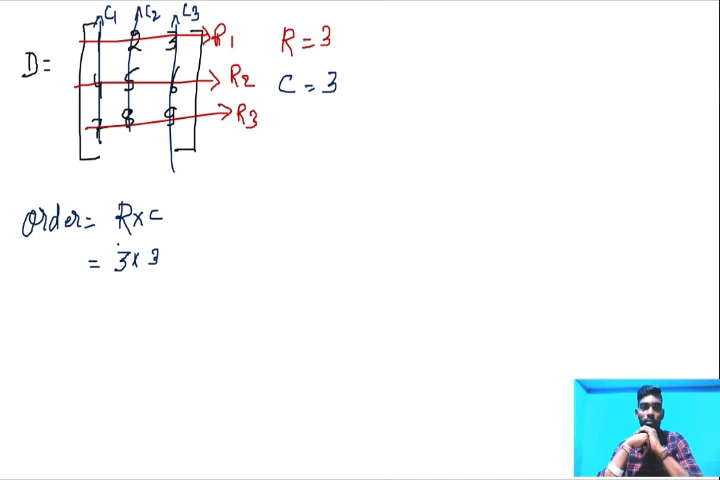 C1 C2 C3
2 3 R1 R = 3
D = 4 5 6 R2 C = 3
7 8 9 R3
Order = R x C
= 3 x 3